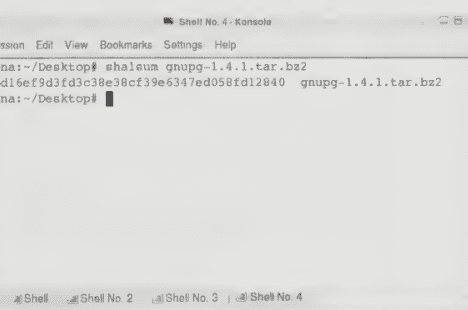 Shell No. 4 - Konsole
ssion Edit View Bookmarks Settings Help
na:~/Desktop# sha1sum gnupg-1.4.1.tar.bz2
d16ef9d3fd3c38e38cf39e6347ed058fd12840 gnupg-1.4.1.tar.bz2
na:~/Desktop#
Shell Shell No. 2 Shell No. 3 Shell No. 4